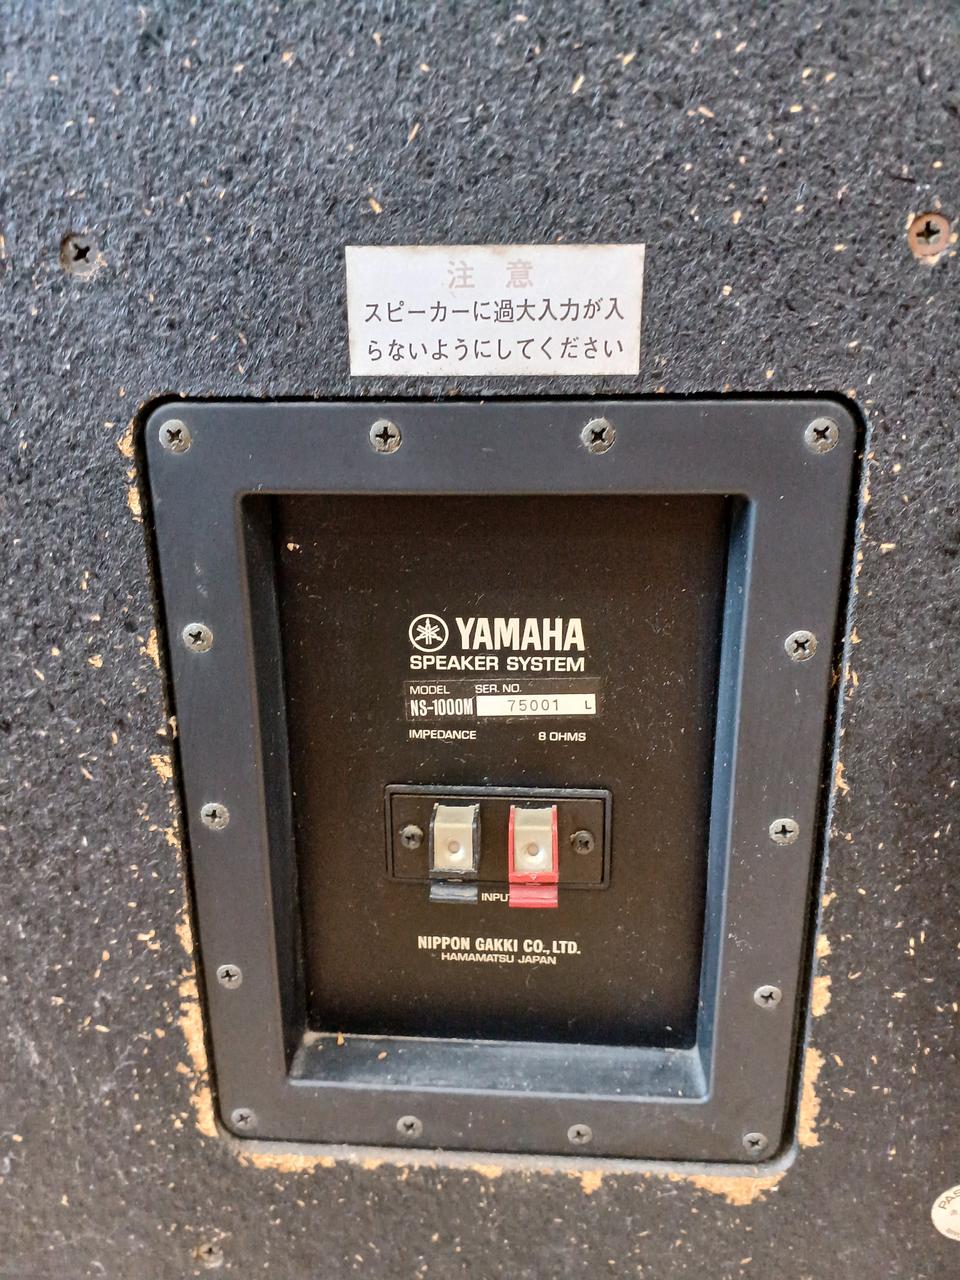 注 意
スピーカーに過大入力が入
らないようにしてください
YAMAHA
SPEAKER SYSTEM
MODEL SER. NO.
NS-1000M 75001 L
IMPEDANCE 8 OHMS
INPUT
NIPPON GAKKI CO., LTD.
HAMAMATSU JAPAN